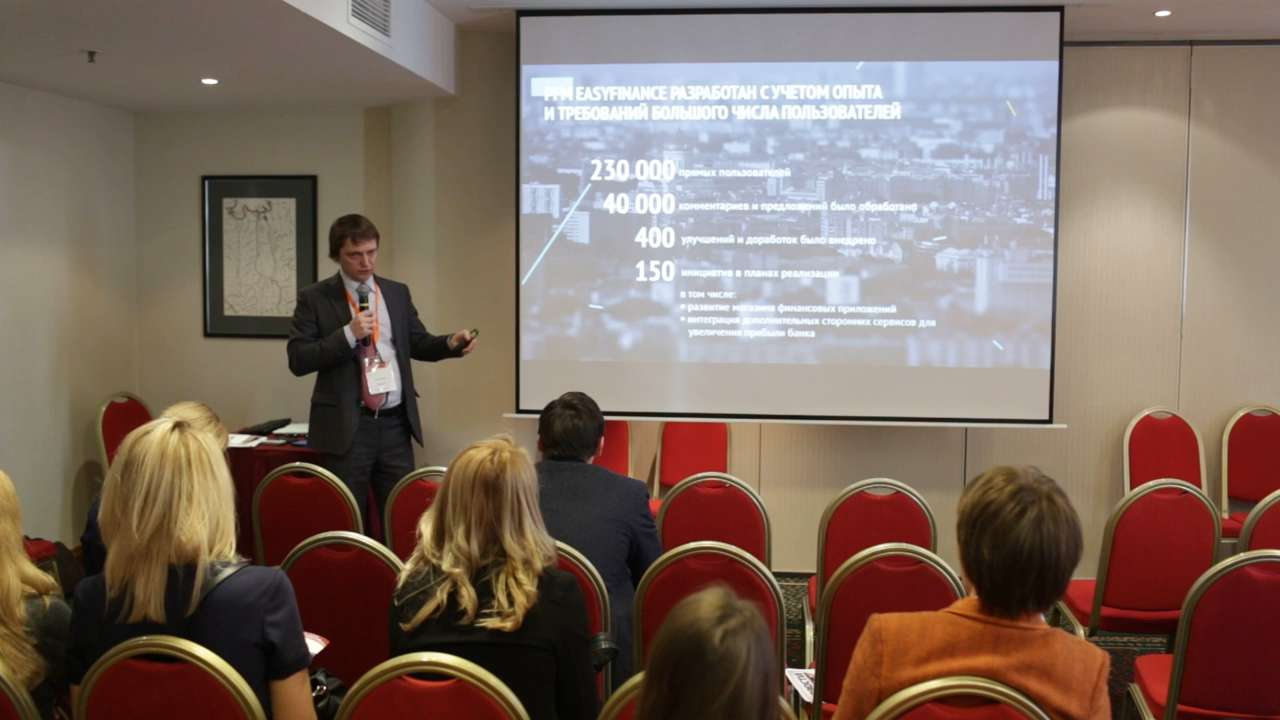 PFM EASYFINANCE РАЗРАБОТАН С УЧЕТОМ ОПЫТА
И ТРЕБОВАНИЙ БОЛЬШОГО ЧИСЛА ПОЛЬЗОВАТЕЛЕЙ
230 000 прямых пользователей
40 000 комментариев и предложений было обработано
400 улучшений и доработок было внедрено
150 инициатив в планах реализации
в том числе:
• развитие магазина финансовых приложений
• интеграция дополнительных сторонних сервисов для
увеличения прибыли банка